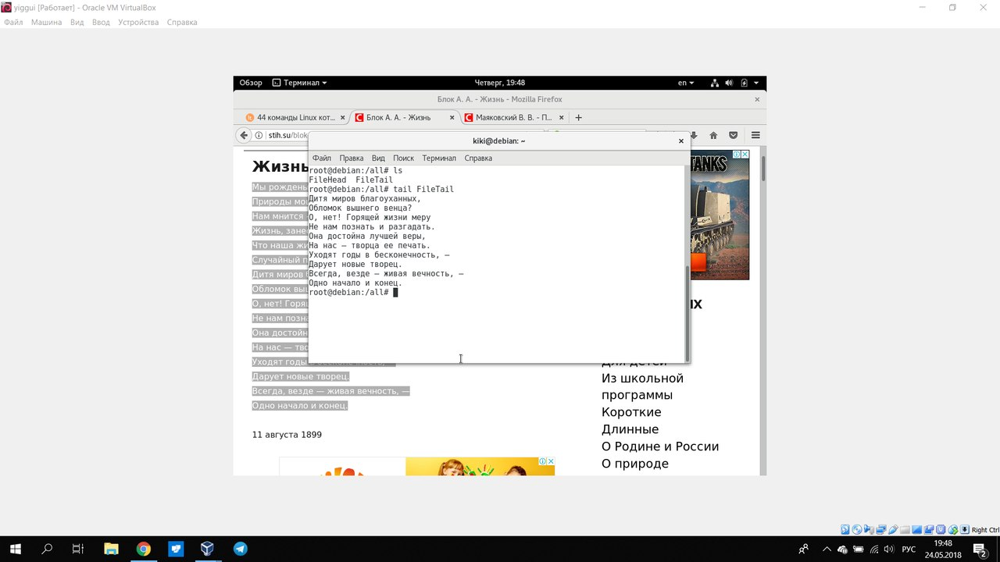 yiggui [Работает] - Oracle VM VirtualBox
Файл Машина Вид Ввод Устройства Справка
Обзор Терминал Четверг, 19:48 en
Блок А. А. - Жизнь - Mozilla Firefox
44 команды Linux кот... Блок А. А. - Жизнь Маяковский В. В. - П...
stih.su/blok
kiki@debian: ~
Файл Правка Вид Поиск Терминал Справка
root@debian:/all# ls
FileHead FileTail
root@debian:/all# tail FileTail
Дитя миров благоуханных,
Обломок вышнего венца?
О, нет! Горящей жизни меру
Не нам познать и разгадать.
Она достойна лучшей веры,
На нас — творца ее печать.
Уходят годы в бесконечность, —
Дарует новые творец.
Всегда, везде — живая вечность, —
Одно начало и конец.
root@debian:/all#
Жизнь
Мы рождены
Природы
Нам мнится
Жизнь, зане
Что наша жи
Случайный
Дитя миров
Обломок
О, нет! Горя
Не нам позна
Она достой
На нас — тво
Уходят годы
Дарует новые творец.
Всегда, везде — живая вечность, —
Одно начало и конец.
11 августа 1899
TANKS
Для детей
Из школьной
программы
Короткие
Длинные
О Родине и России
О природе
Right Ctrl
РУС
19:48
24.05.2018
2